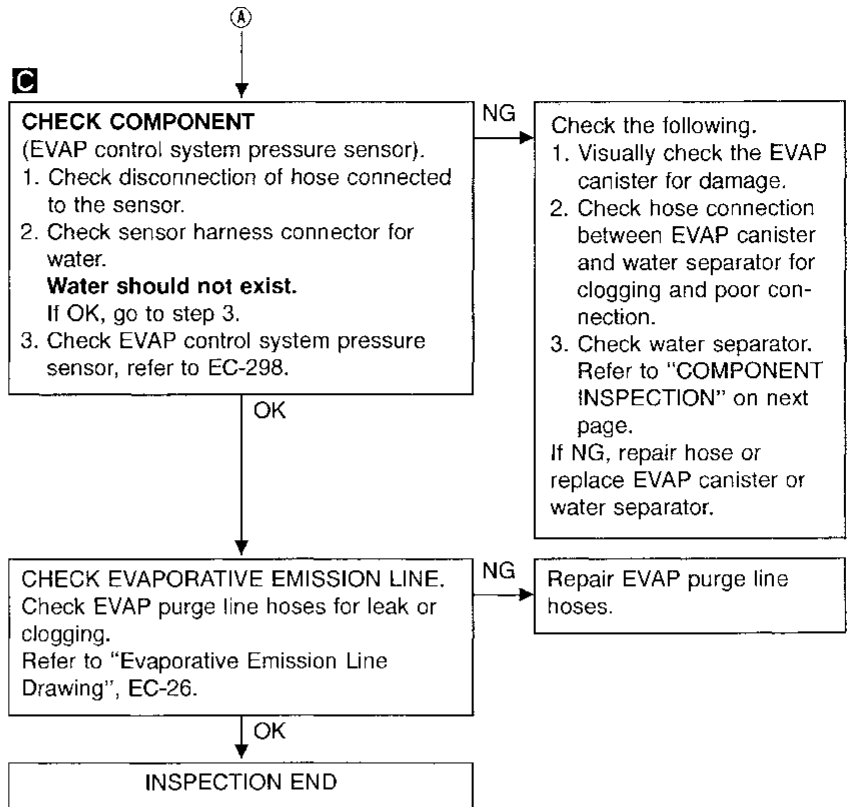 A
C
CHECK COMPONENT
(EVAP control system pressure sensor).
1. Check disconnection of hose connected
to the sensor.
2. Check sensor harness connector for
water.
Water should not exist.
If OK, go to step 3.
3. Check EVAP control system pressure
sensor, refer to EC-298.
NG
Check the following.
1. Visually check the EVAP
canister for damage.
2. Check hose connection
between EVAP canister
and water separator for
clogging and poor con-
nection.
3. Check water separator.
Refer to "COMPONENT
INSPECTION" on next
page.
If NG, repair hose or
replace EVAP canister or
water separator.
OK
CHECK EVAPORATIVE EMISSION LINE.
Check EVAP purge line hoses for leak or
clogging.
Refer to "Evaporative Emission Line
Drawing", EC-26.
NG
Repair EVAP purge line
hoses.
OK
INSPECTION END